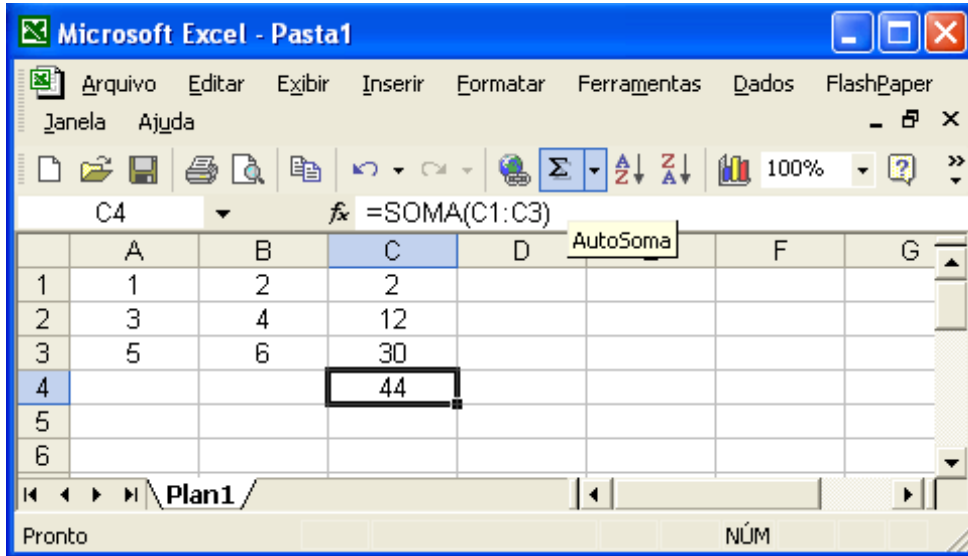 Microsoft Excel - Pasta1
Arquivo Editar Exibir Inserir Formatar Ferramentas Dados FlashPaper
Janela Ajuda
Σ A Z Z A 100% ?
C4 fx =SOMA(C1:C3)
AutoSoma
A B C D F G
1 1 2 2
2 3 4 12
3 5 6 30
4 44
5
6
Plan1
Pronto NÚM